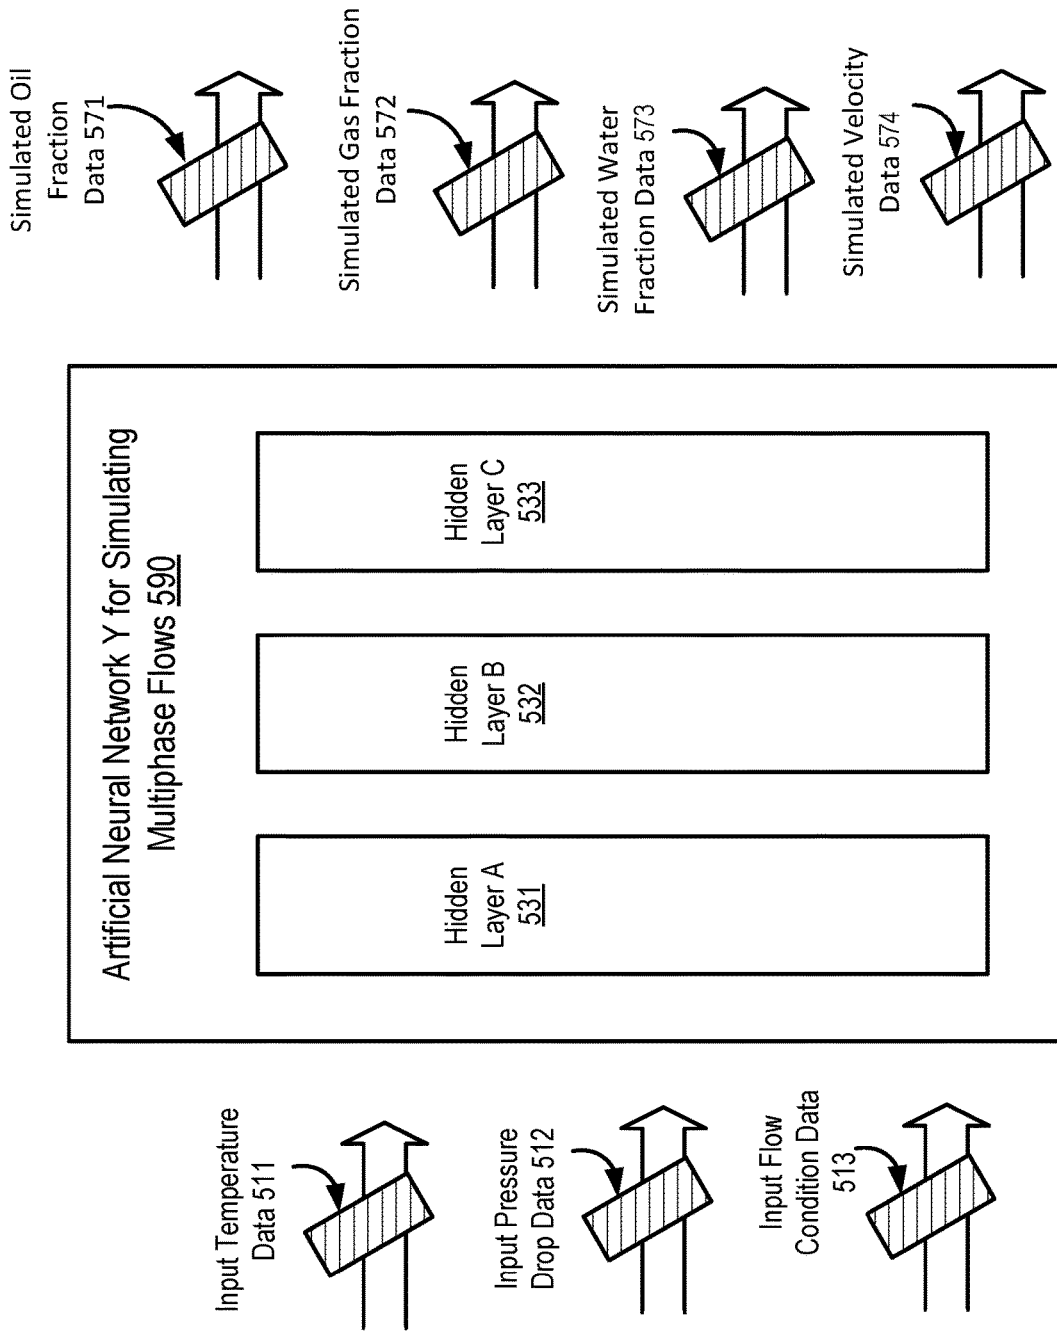 Artificial Neural Network Y for Simulating
Multiphase Flows 590
Input Temperature
Data 511
Input Pressure
Drop Data 512
Input Flow
Condition Data
513
Hidden
Layer A
531
Hidden
Layer B
532
Hidden
Layer C
533
Simulated Oil
Fraction
Data 571
Simulated Gas Fraction
Data 572
Simulated Water
Fraction Data 573
Simulated Velocity
Data 574